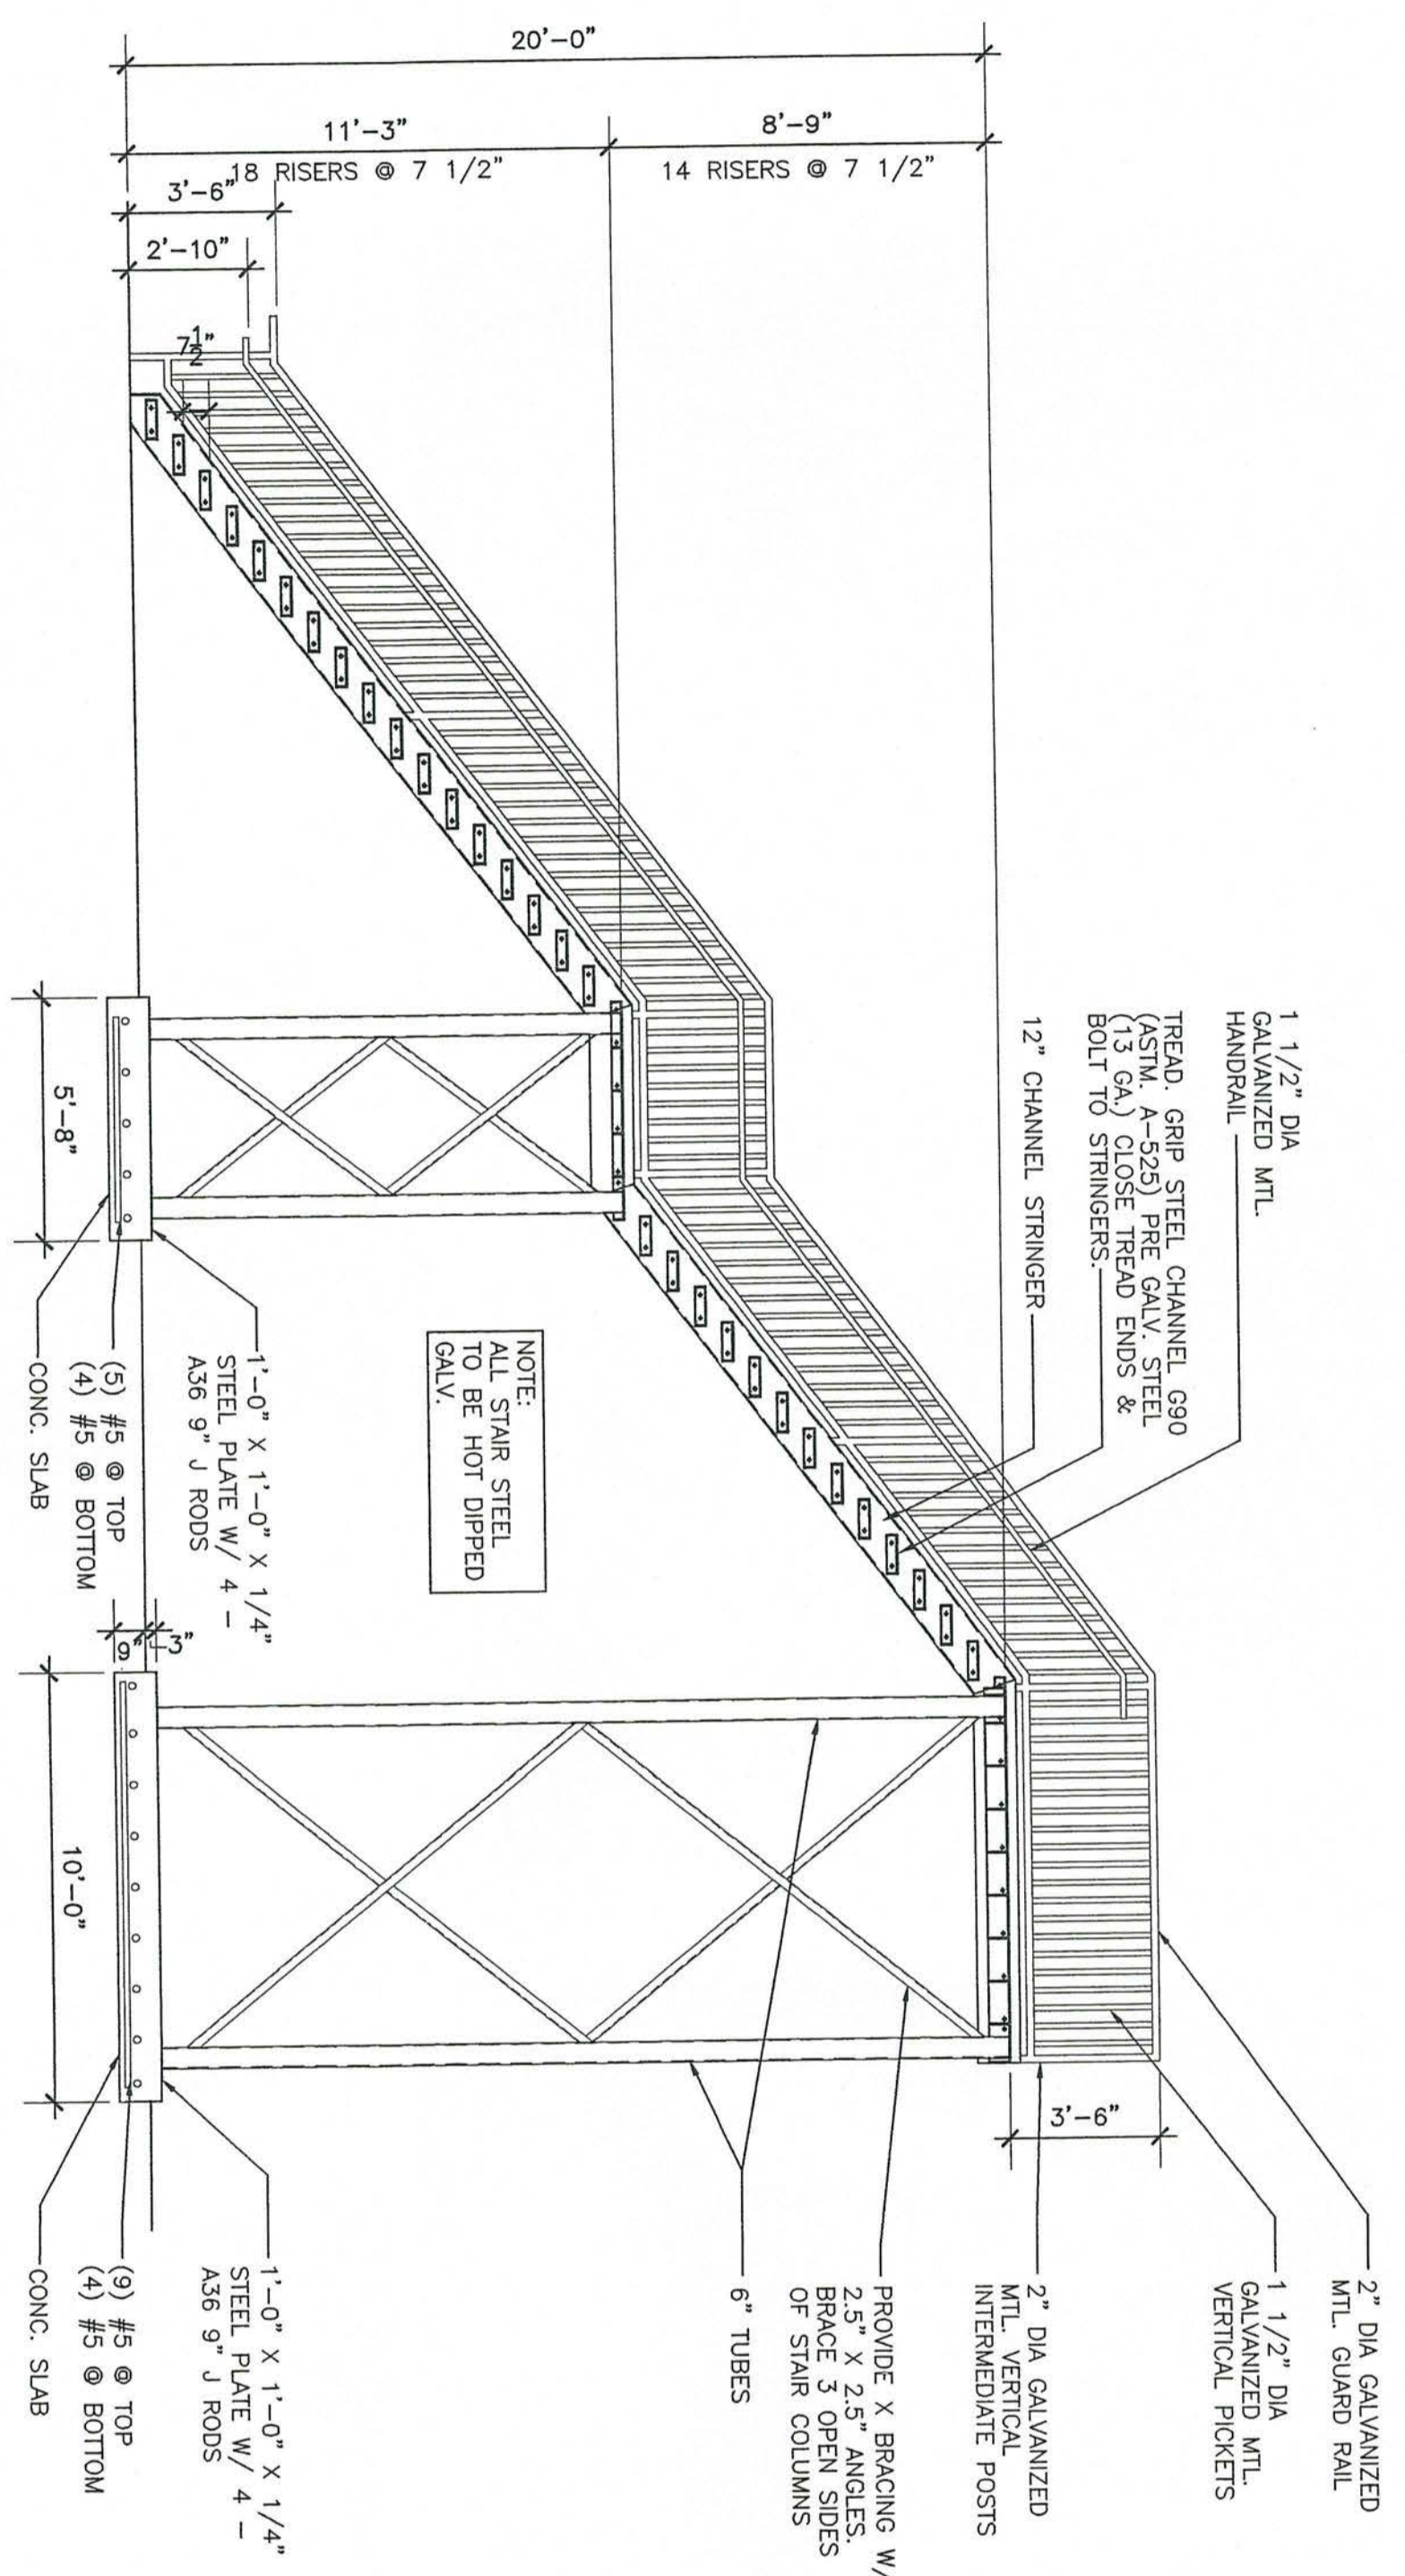 20'-0"
11'-3"
18 RISERS @ 7 1/2"
8'-9"
14 RISERS @ 7 1/2"
3'-6"
2'-10"
7 1/2"
1 1/2" DIA
GALVANIZED MTL.
HANDRAIL
TREAD. GRIP STEEL CHANNEL G90
(ASTM. A-525) PRE GALV. STEEL
(13 GA.) CLOSE TREAD ENDS &
BOLT TO STRINGERS.
12" CHANNEL STRINGER
NOTE:
ALL STAIR STEEL
TO BE HOT DIPPED
GALV.
1'-0" X 1'-0" X 1/4"
STEEL PLATE W/ 4 -
A36 9" J RODS
(5) #5 @ TOP
(4) #5 @ BOTTOM
CONC. SLAB
5'-8"
9"
3"
10'-0"
3'-6"
2" DIA GALVANIZED
MTL. GUARD RAIL
1 1/2" DIA
GALVANIZED MTL.
VERTICAL PICKETS
2" DIA GALVANIZED
MTL. VERTICAL
INTERMEDIATE POSTS
PROVIDE X BRACING W/
2.5" X 2.5" ANGLES.
BRACE 3 OPEN SIDES
OF STAIR COLUMNS
6" TUBES
1'-0" X 1'-0" X 1/4"
STEEL PLATE W/ 4 -
A36 9" J RODS
(9) #5 @ TOP
(4) #5 @ BOTTOM
CONC. SLAB